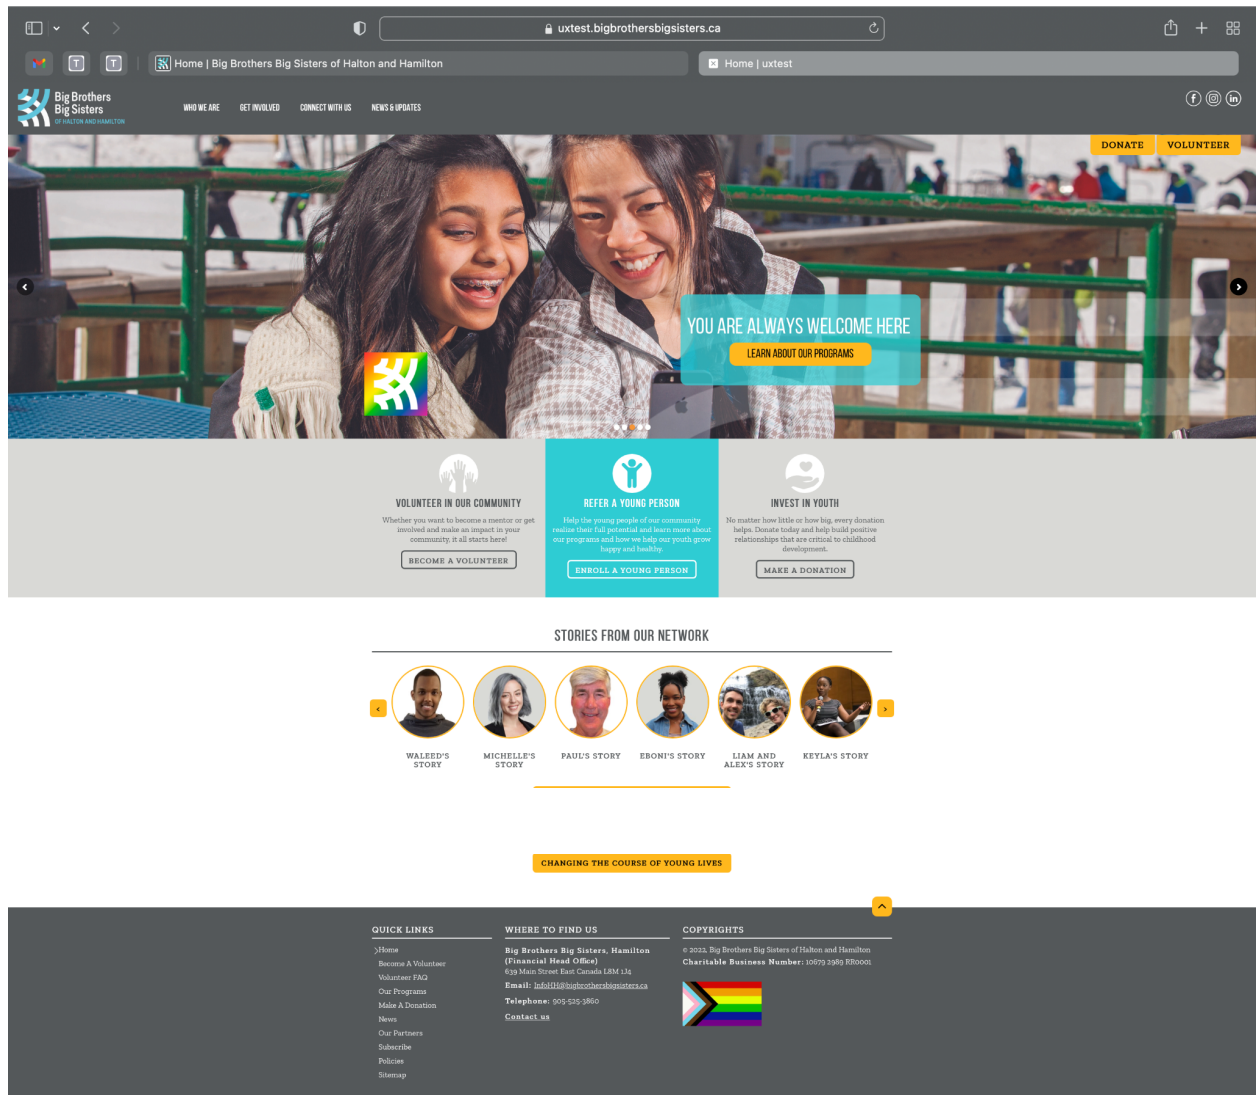 uxtest.bigbrothersbigsisters.ca
T
T
Home | Big Brothers Big Sisters of Halton and Hamilton
Home | uxtest
Big Brothers
Big Sisters
OF HALTON AND HAMILTON
WHO WE ARE
GET INVOLVED
CONNECT WITH US
NEWS & UPDATES
DONATE
VOLUNTEER
YOU ARE ALWAYS WELCOME HERE
LEARN ABOUT OUR PROGRAMS
VOLUNTEER IN OUR COMMUNITY
Whether you want to become a mentor or get
involved and make an impact in your
community, it all starts here!
BECOME A VOLUNTEER
REFER A YOUNG PERSON
Help the young people of our community
realize their full potential and learn more about
our programs and how we help our youth grow
happy and healthy.
ENROLL A YOUNG PERSON
INVEST IN YOUTH
No matter how little or how big, every donation
helps. Donate today and help build positive
relationships that are critical to childhood
development.
MAKE A DONATION
STORIES FROM OUR NETWORK
WALEED'S
STORY
MICHELLE'S
STORY
PAUL'S STORY
EBONI'S STORY
LIAM AND
ALEX'S STORY
KEYLA'S STORY
CHANGING THE COURSE OF YOUNG LIVES
QUICK LINKS
Home
Become A Volunteer
Volunteer FAQ
Our Programs
Make A Donation
News
Our Partners
Subscribe
Policies
Sitemap
WHERE TO FIND US
Big Brothers Big Sisters, Hamilton
(Financial Head Office)
639 Main Street East Canada L8M 1J4
Email: InfoHH@bigbrothersbigsisters.ca
Telephone: 905-525-3860
Contact us
COPYRIGHTS
© 2022, Big Brothers Big Sisters of Halton and Hamilton
Charitable Business Number: 10679 2989 RR0001